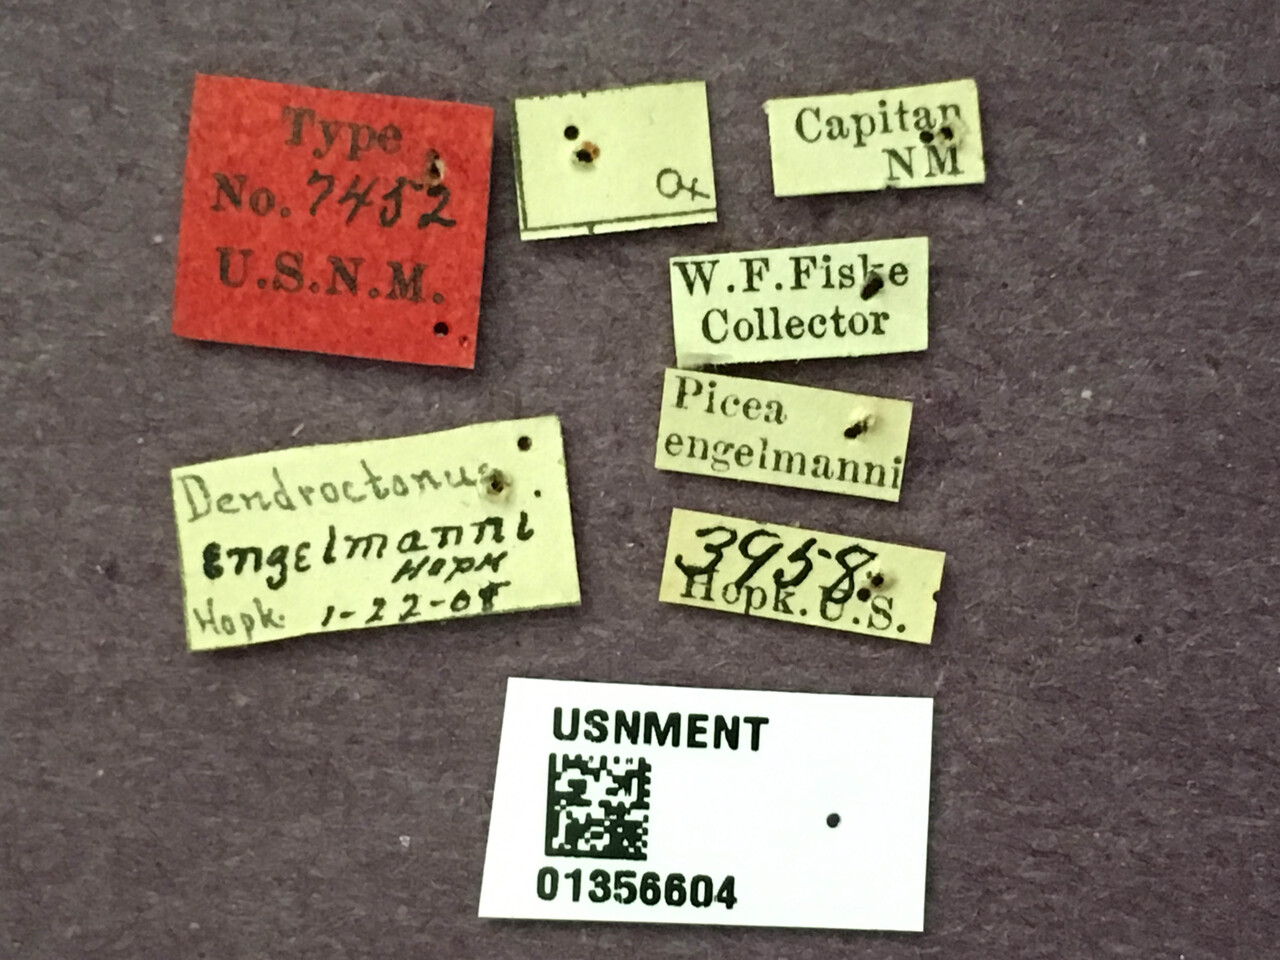 Type
No. 7452
U.S.N.M.
♀
Capitan
NM
W.F.Fiske
Collector
Picea
engelmanni
Dendroctonus
engelmanni
Hopk
Hopk. 1-22-08
3958
Hopk. U.S.
USNMENT
01356604